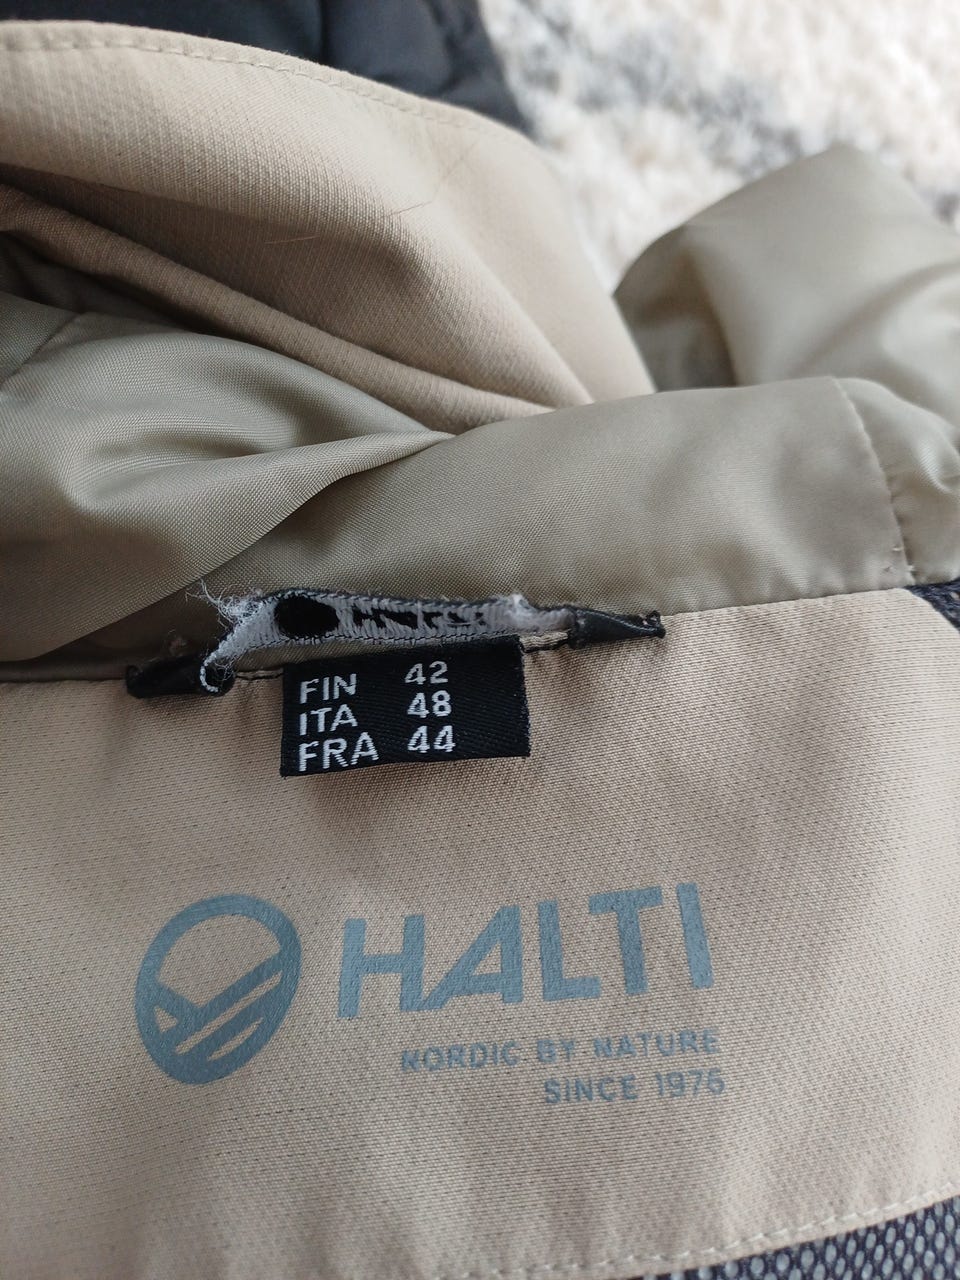 FIN 42
ITA 48
FRA 44
HALTI
NORDIC BY NATURE
SINCE 1976